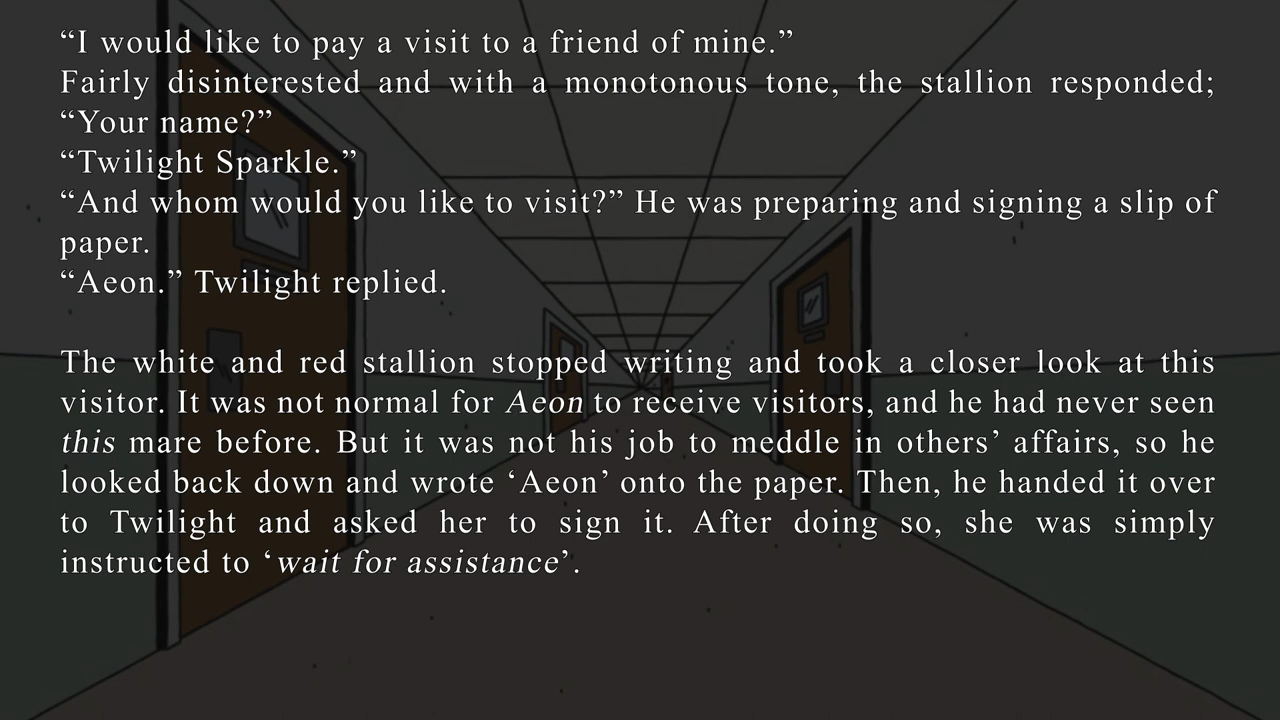 “I would like to pay a visit to a friend of mine.”
Fairly disinterested and with a monotonous tone, the stallion responded;
“Your name?”
“Twilight Sparkle.”
“And whom would you like to visit?” He was preparing and signing a slip of
paper.
“Aeon.” Twilight replied.
The white and red stallion stopped writing and took a closer look at this
visitor. It was not normal for Aeon to receive visitors, and he had never seen
this mare before. But it was not his job to meddle in others’ affairs, so he
looked back down and wrote ‘Aeon’ onto the paper. Then, he handed it over
to Twilight and asked her to sign it. After doing so, she was simply
instructed to ‘wait for assistance’.